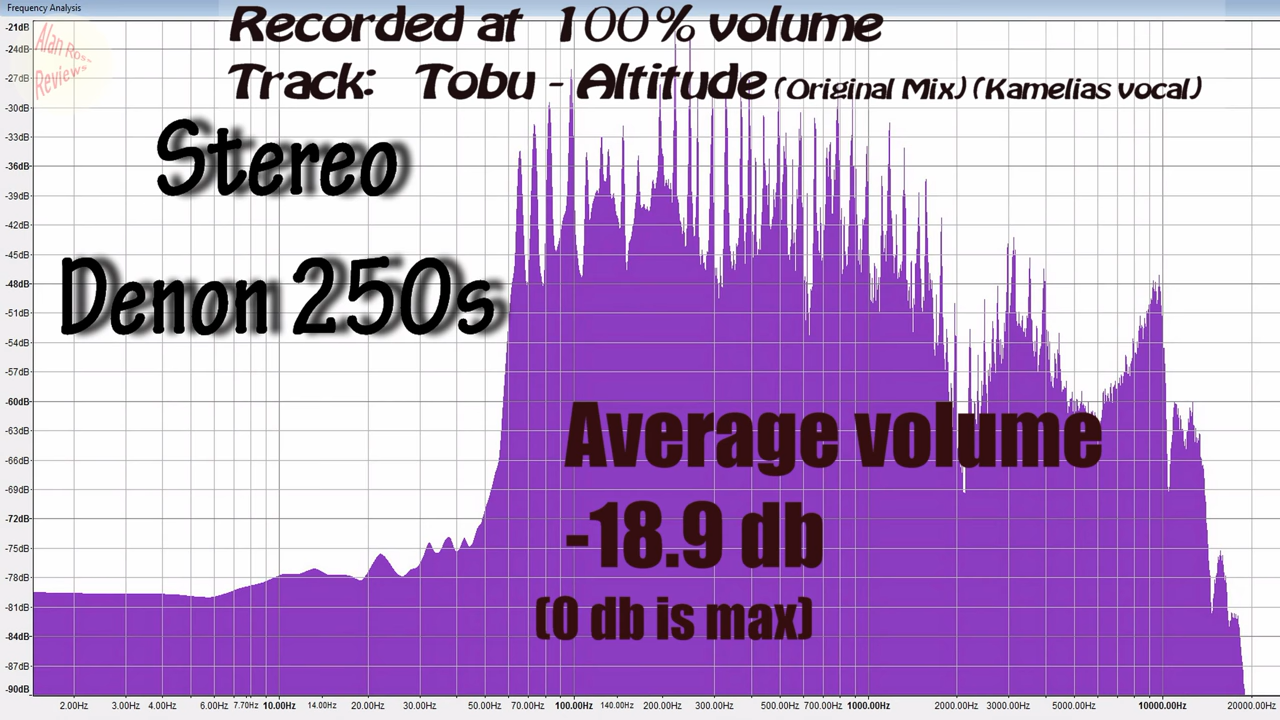 Frequency Analysis
Recorded at 100% volume
Alan Ross
Reviews
Track: Tobu - Altitude (Original Mix) (Kamelias vocal)
Stereo
Denon 250s
Average volume
-18.9 db
(0 db is max)
-21dB
-24dB
-27dB
-30dB
-33dB
-36dB
-39dB
-42dB
-45dB
-48dB
-51dB
-54dB
-57dB
-60dB
-63dB
-66dB
-69dB
-72dB
-75dB
-78dB
-81dB
-84dB
-87dB
-90dB
2.00Hz 3.00Hz 4.00Hz 6.00Hz 7.70Hz 10.00Hz 14.00Hz 20.00Hz 30.00Hz 50.00Hz 70.00Hz 100.00Hz 140.00Hz 200.00Hz 300.00Hz 500.00Hz 700.00Hz 1000.00Hz 2000.00Hz 3000.00Hz 5000.00Hz 10000.00Hz 20000.00Hz